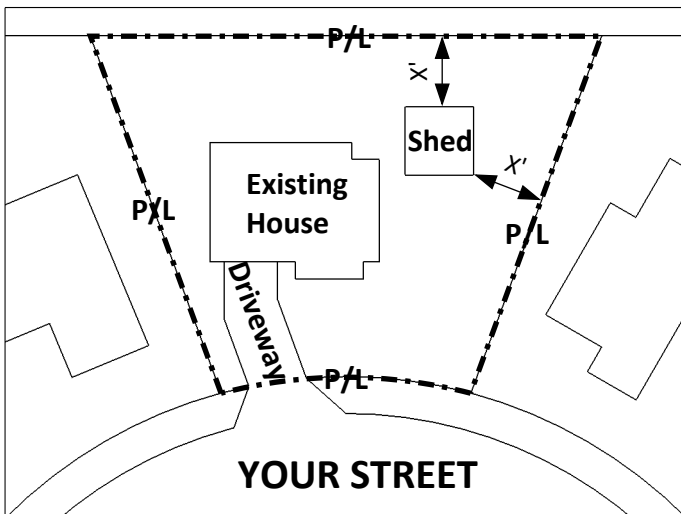 P/L
X'
Shed
X'
Existing
House
P/L
P/L
Driveway
P/L
YOUR STREET